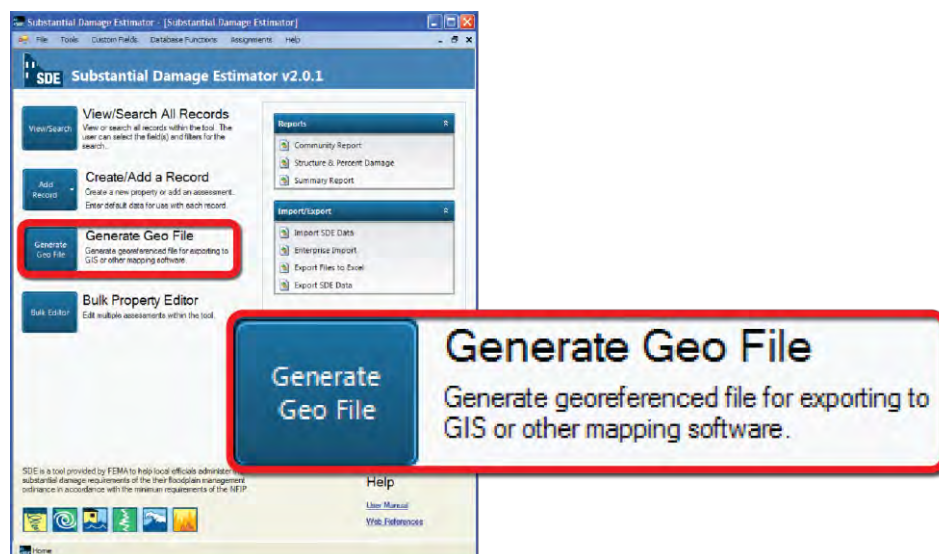 Substantial Damage Estimator - [Substantial Damage Estimator]
File Tools Custom Fields Database Functions Assignments Help
SDE Substantial Damage Estimator v2.0.1
View/Search
View/Search All Records
View or search all records within the tool. The
user can select the field(s) and filters for the
search.
Add
Record
Create/Add a Record
Create a new property or add an assessment.
Enter default data for use with each record.
Generate
Geo File
Generate Geo File
Generate georeferenced file for exporting to
GIS or other mapping software.
Bulk Editor
Bulk Property Editor
Edit multiple assessments within the tool.
Reports
Community Report
Structure & Percent Damage
Summary Report
Import/Export
Import SDE Data
Enterprise Import
Export Files to Excel
Export SDE Data
Generate
Geo File
Generate Geo File
Generate georeferenced file for exporting to
GIS or other mapping software.
SDE is a tool provided by FEMA to help local officials administer the
substantial damage requirements of the their floodplain management
ordinance in accordance with the minimum requirements of the NFIP.
Help
User Manual
Web References
Home